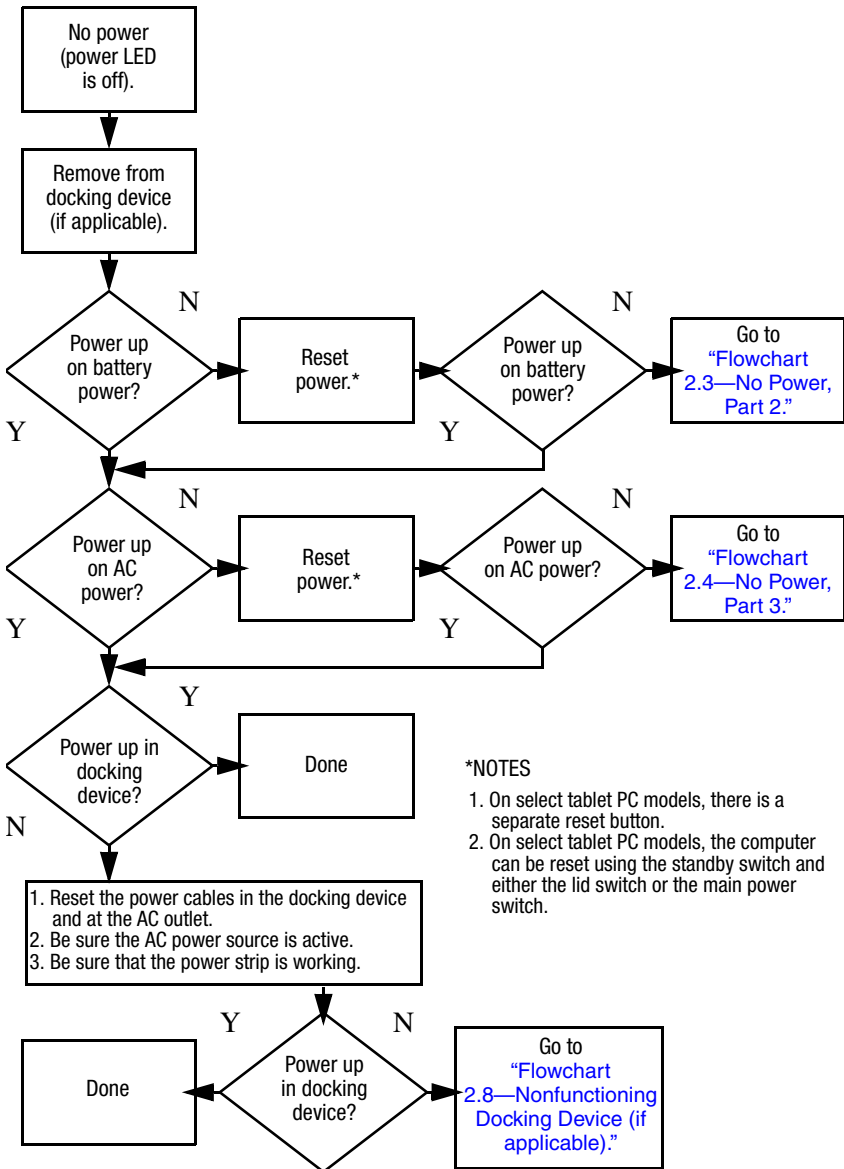 No power
(power LED
is off).
Remove from
docking device
(if applicable).
N
N
Power up
on battery
power?
Reset
power.*
Power up
on battery
power?
Go to
“Flowchart
2.3—No Power,
Part 2.”
Y
Y
N
N
Power up
on AC
power?
Reset
power.*
Power up
on AC power?
Go to
“Flowchart
2.4—No Power,
Part 3.”
Y
Y
Y
Power up in
docking
device?
Done
N
*NOTES
1. On select tablet PC models, there is a
separate reset button.
2. On select tablet PC models, the computer
can be reset using the standby switch and
either the lid switch or the main power
switch.
1. Reset the power cables in the docking device
and at the AC outlet.
2. Be sure the AC power source is active.
3. Be sure that the power strip is working.
Y
N
Done
Power up
in docking
device?
Go to
“Flowchart
2.8—Nonfunctioning
Docking Device (if
applicable).”